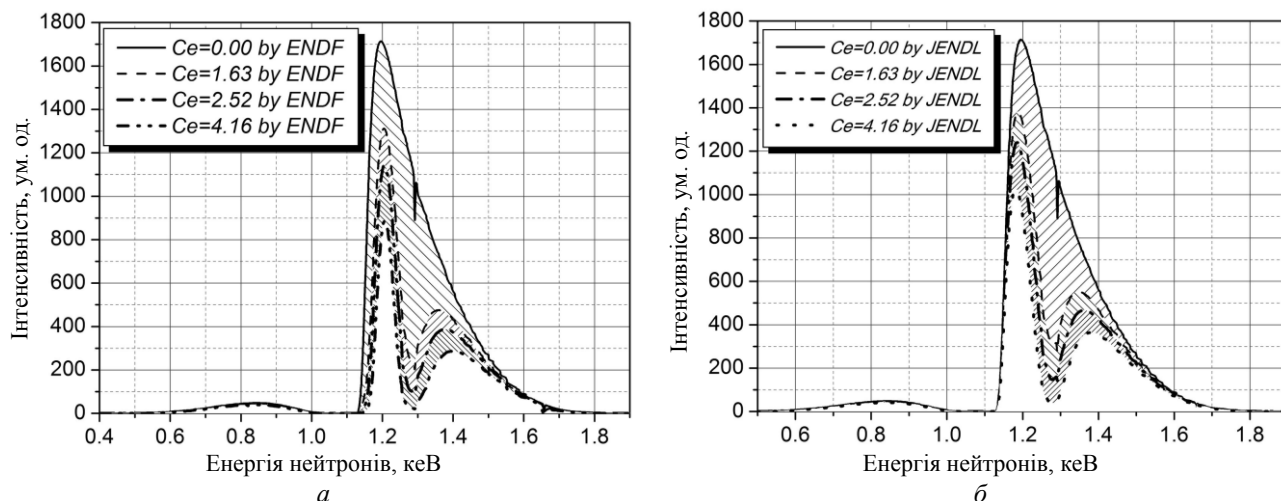 1800
1600
1400
1200
1000
800
600
400
200
0
Інтенсивність, ум. од.
Ce=0.00 by ENDF
Ce=1.63 by ENDF
Ce=2.52 by ENDF
Ce=4.16 by ENDF
0.4 0.6 0.8 1.0 1.2 1.4 1.6 1.8
Енергія нейтронів, кеВ
а
1800
1600
1400
1200
1000
800
600
400
200
0
Інтенсивність, ум. од.
Ce=0.00 by JENDL
Ce=1.63 by JENDL
Ce=2.52 by JENDL
Ce=4.16 by JENDL
0.6 0.8 1.0 1.2 1.4 1.6 1.8
Енергія нейтронів, кеВ
б